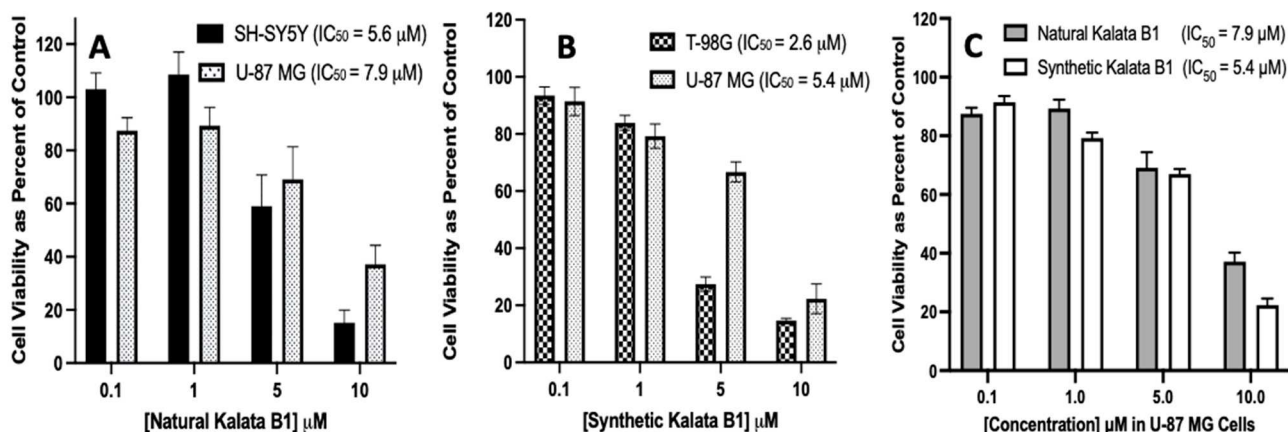 A
SH-SY5Y (IC50 = 5.6 μM)
U-87 MG (IC50 = 7.9 μM)
Cell Viability as Percent of Control
120
100
80
60
40
20
0
0.1 1 5 10
[Natural Kalata B1] μM
B
T-98G (IC50 = 2.6 μM)
U-87 MG (IC50 = 5.4 μM)
Cell Viability as Percent of Control
120
100
80
60
40
20
0
0.1 1 5 10
[Synthetic Kalata B1] μM
C
Natural Kalata B1 (IC50 = 7.9 μM)
Synthetic Kalata B1 (IC50 = 5.4 μM)
Cell Viability as Percent of Control
120
100
80
60
40
20
0
0.1 1.0 5.0 10.0
[Concentration] μM in U-87 MG Cells